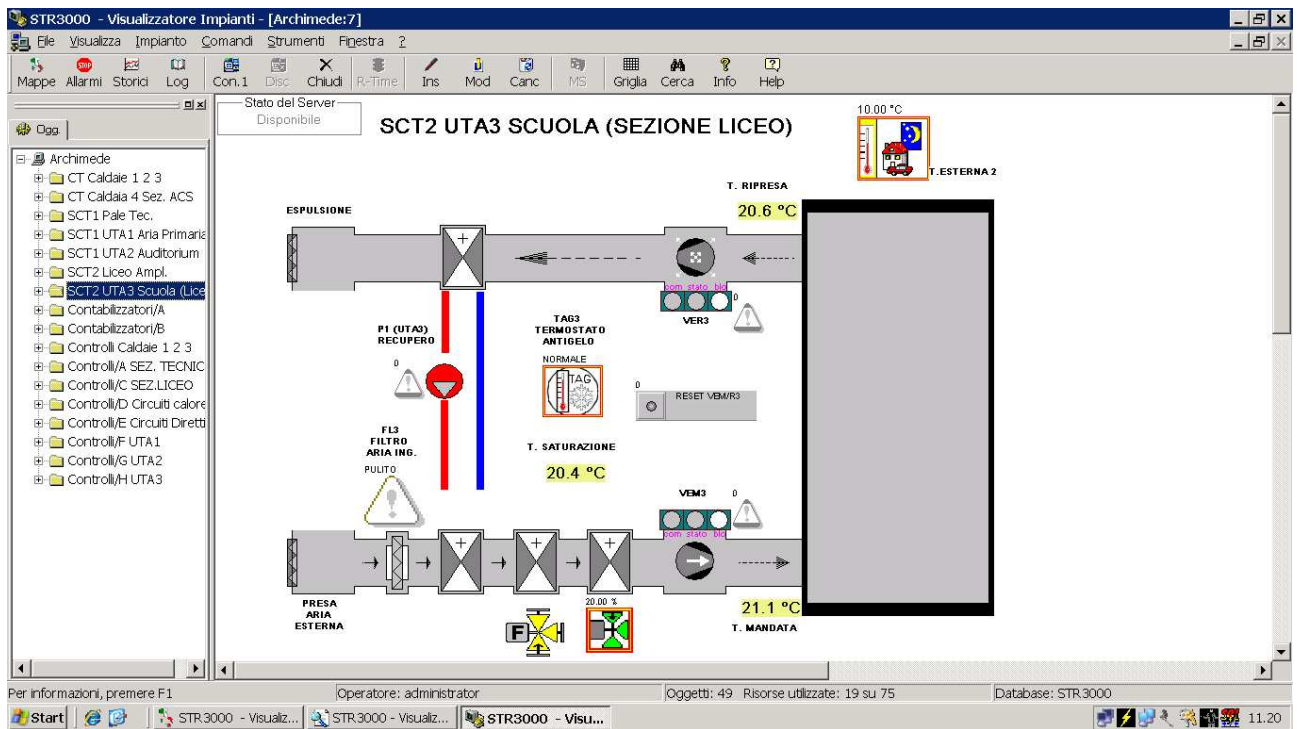 STR3000 - Visualizzatore Impianti - [Archimede:7]
File Visualizza Impianto Comandi Strumenti Finestra ?
Mappe Allarmi Storici Log Con.1 Disc Chiudi R-Time Ins Mod Canc MS Griglia Cerca Info Help
Ogg.
Archimede
CT Caldaie 1 2 3
CT Caldaia 4 Sez. ACS
SCT1 Pale Tec.
SCT1 UTA1 Aria Primaria
SCT1 UTA2 Auditorium
SCT2 Liceo Ampl.
SCT2 UTA3 Scuola (Lice
Contabilizzatori/A
Contabilizzatori/B
Controlli Caldaie 1 2 3
Controlli/A SEZ. TECNIC
Controlli/C SEZ.LICEO
Controlli/D Circuiti calore
Controlli/E Circuiti Diretti
Controlli/F UTA1
Controlli/G UTA2
Controlli/H UTA3
Stato del Server
Disponibile
SCT2 UTA3 SCUOLA (SEZIONE LICEO)
10.00 °C
T.ESTERNA 2
T. RIPRESA
20.6 °C
ESPULSIONE
com stato blo
0
VER3
P1 (UTA3)
RECUPERO
0
TAG3
TERMOSTATO
ANTIGELO
NORMALE
TAG
0
RESET VEM/R3
FL3
FILTRO
ARIA ING.
PULITO
T. SATURAZIONE
20.4 °C
VEM3
0
com stato blo
PRESA
ARIA
ESTERNA
F
20.00 %
21.1 °C
T. MANDATA
Per informazioni, premere F1
Operatore: administrator
Oggetti: 49 Risorse utilizzate: 19 su 75
Database: STR3000
Start
STR3000 - Visualiz...
STR3000 - Visualiz...
STR3000 - Visu...
11.20